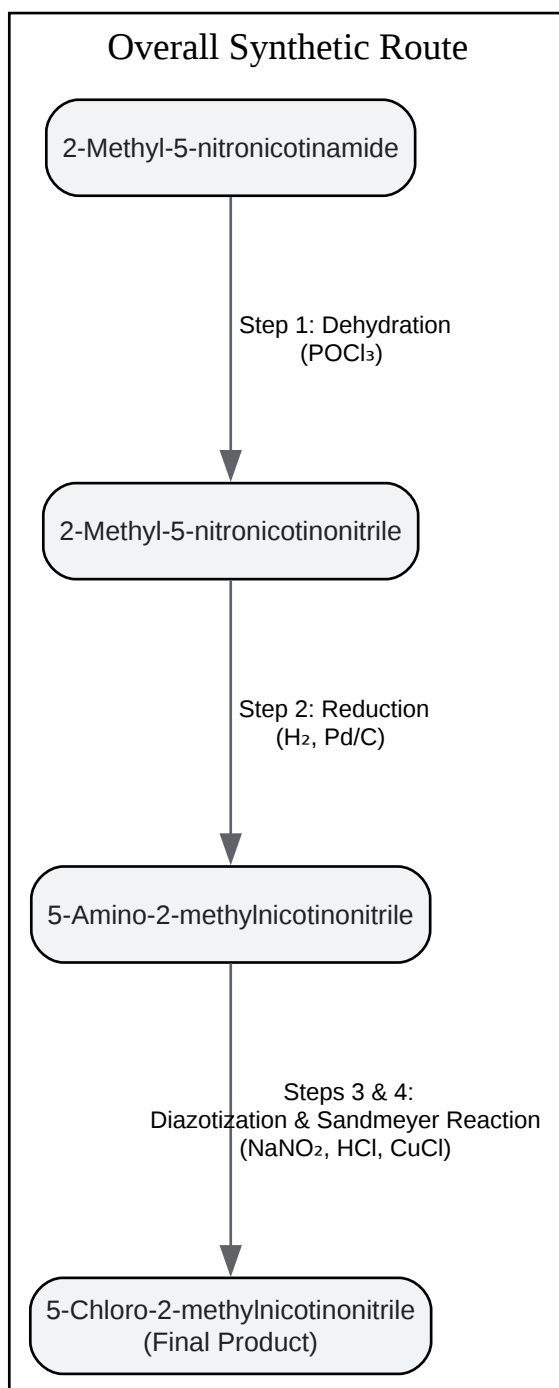 Overall Synthetic Route
2-Methyl-5-nitronicotinamide
Step 1: Dehydration
(POCl₃)
2-Methyl-5-nitronicotinonitrile
Step 2: Reduction
(H₂, Pd/C)
5-Amino-2-methylnicotinonitrile
Steps 3 & 4:
Diazotization & Sandmeyer Reaction
(NaNO₂, HCl, CuCl)
5-Chloro-2-methylnicotinonitrile
(Final Product)